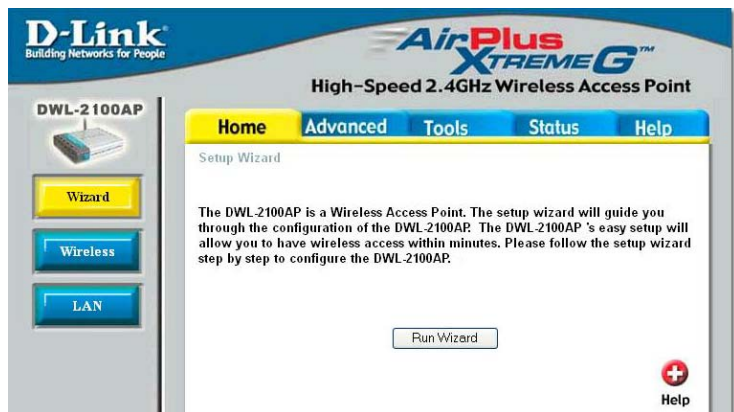 D-Link
Building Networks for People
AirPlus
XTREME G™
High-Speed 2.4GHz Wireless Access Point
DWL-2100AP
Home Advanced Tools Status Help
Wizard
Wireless
LAN
Setup Wizard
The DWL-2100AP is a Wireless Access Point. The setup wizard will guide you
through the configuration of the DWL-2100AP. The DWL-2100AP 's easy setup will
allow you to have wireless access within minutes. Please follow the setup wizard
step by step to configure the DWL-2100AP.
Run Wizard
Help